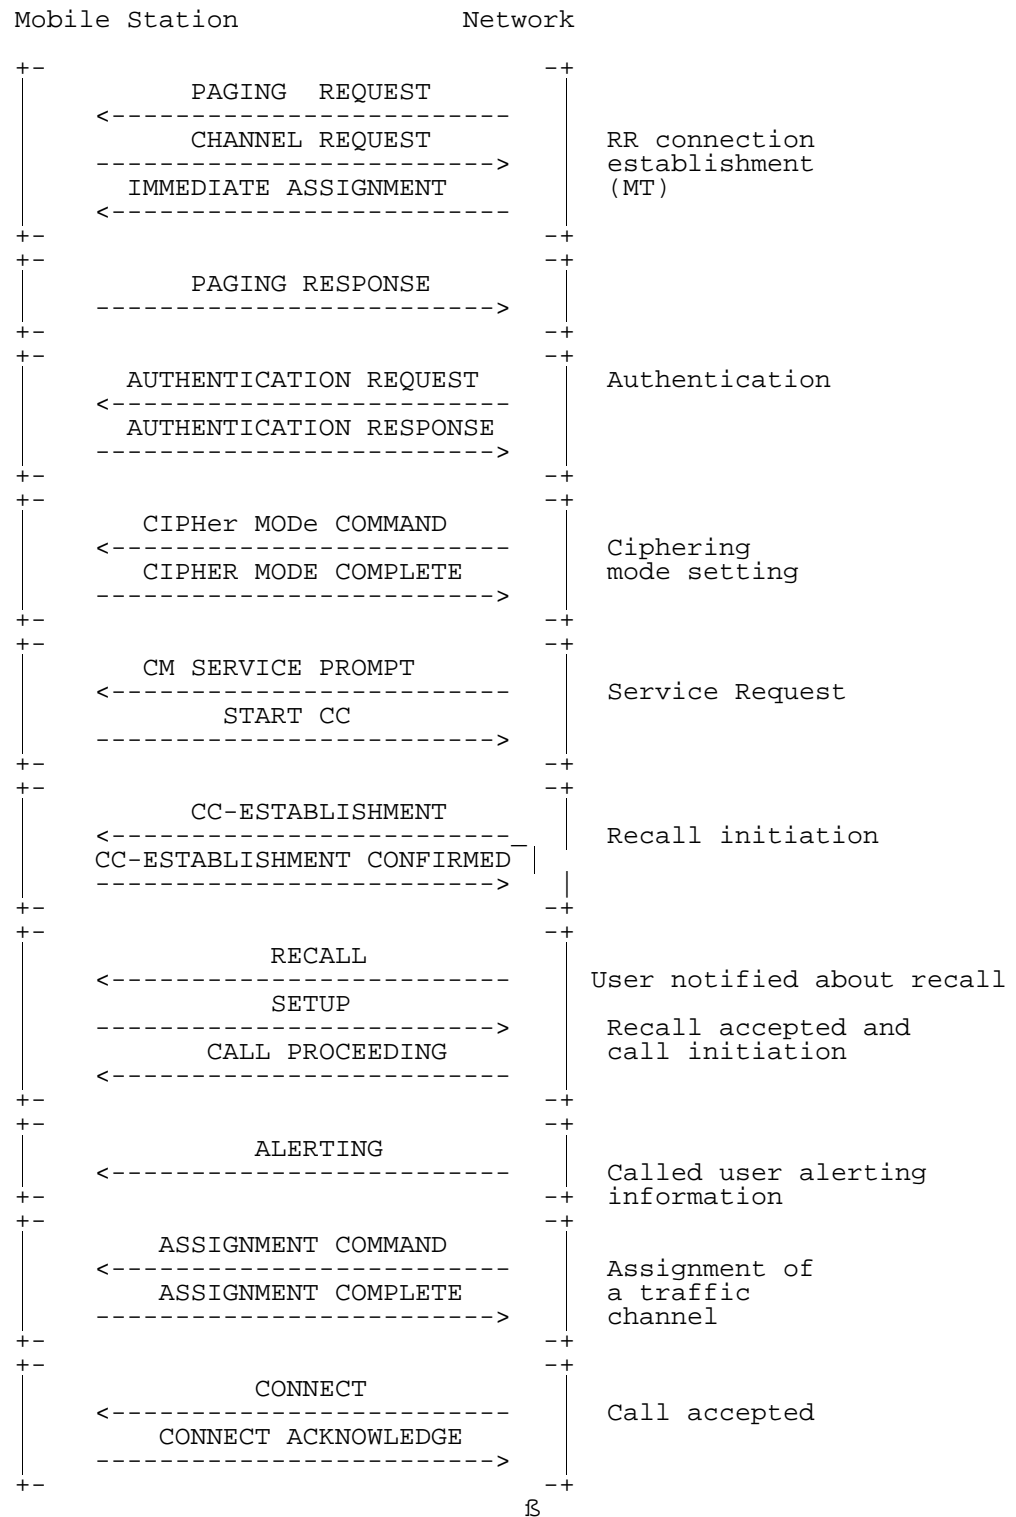 Mobile Station Network
PAGING REQUEST
CHANNEL REQUEST RR connection
establishment
IMMEDIATE ASSIGNMENT (MT)
PAGING RESPONSE
AUTHENTICATION REQUEST Authentication
AUTHENTICATION RESPONSE
CIPHer MODe COMMAND
Ciphering
CIPHER MODE COMPLETE mode setting
CM SERVICE PROMPT
Service Request
START CC
CC-ESTABLISHMENT
Recall initiation
CC-ESTABLISHMENT CONFIRMED
RECALL
User notified about recall
SETUP
Recall accepted and
CALL PROCEEDING call initiation
ALERTING
Called user alerting
information
ASSIGNMENT COMMAND
Assignment of
ASSIGNMENT COMPLETE a traffic
channel
CONNECT
Call accepted
CONNECT ACKNOWLEDGE
ß